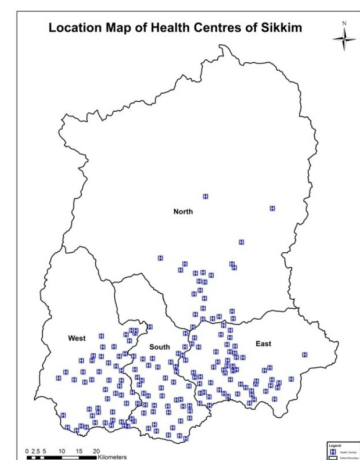 Location Map of Health Centres of Sikkim
N
North
West
South
East
0 2.5 5 10 15 20
Kilometers
Legend